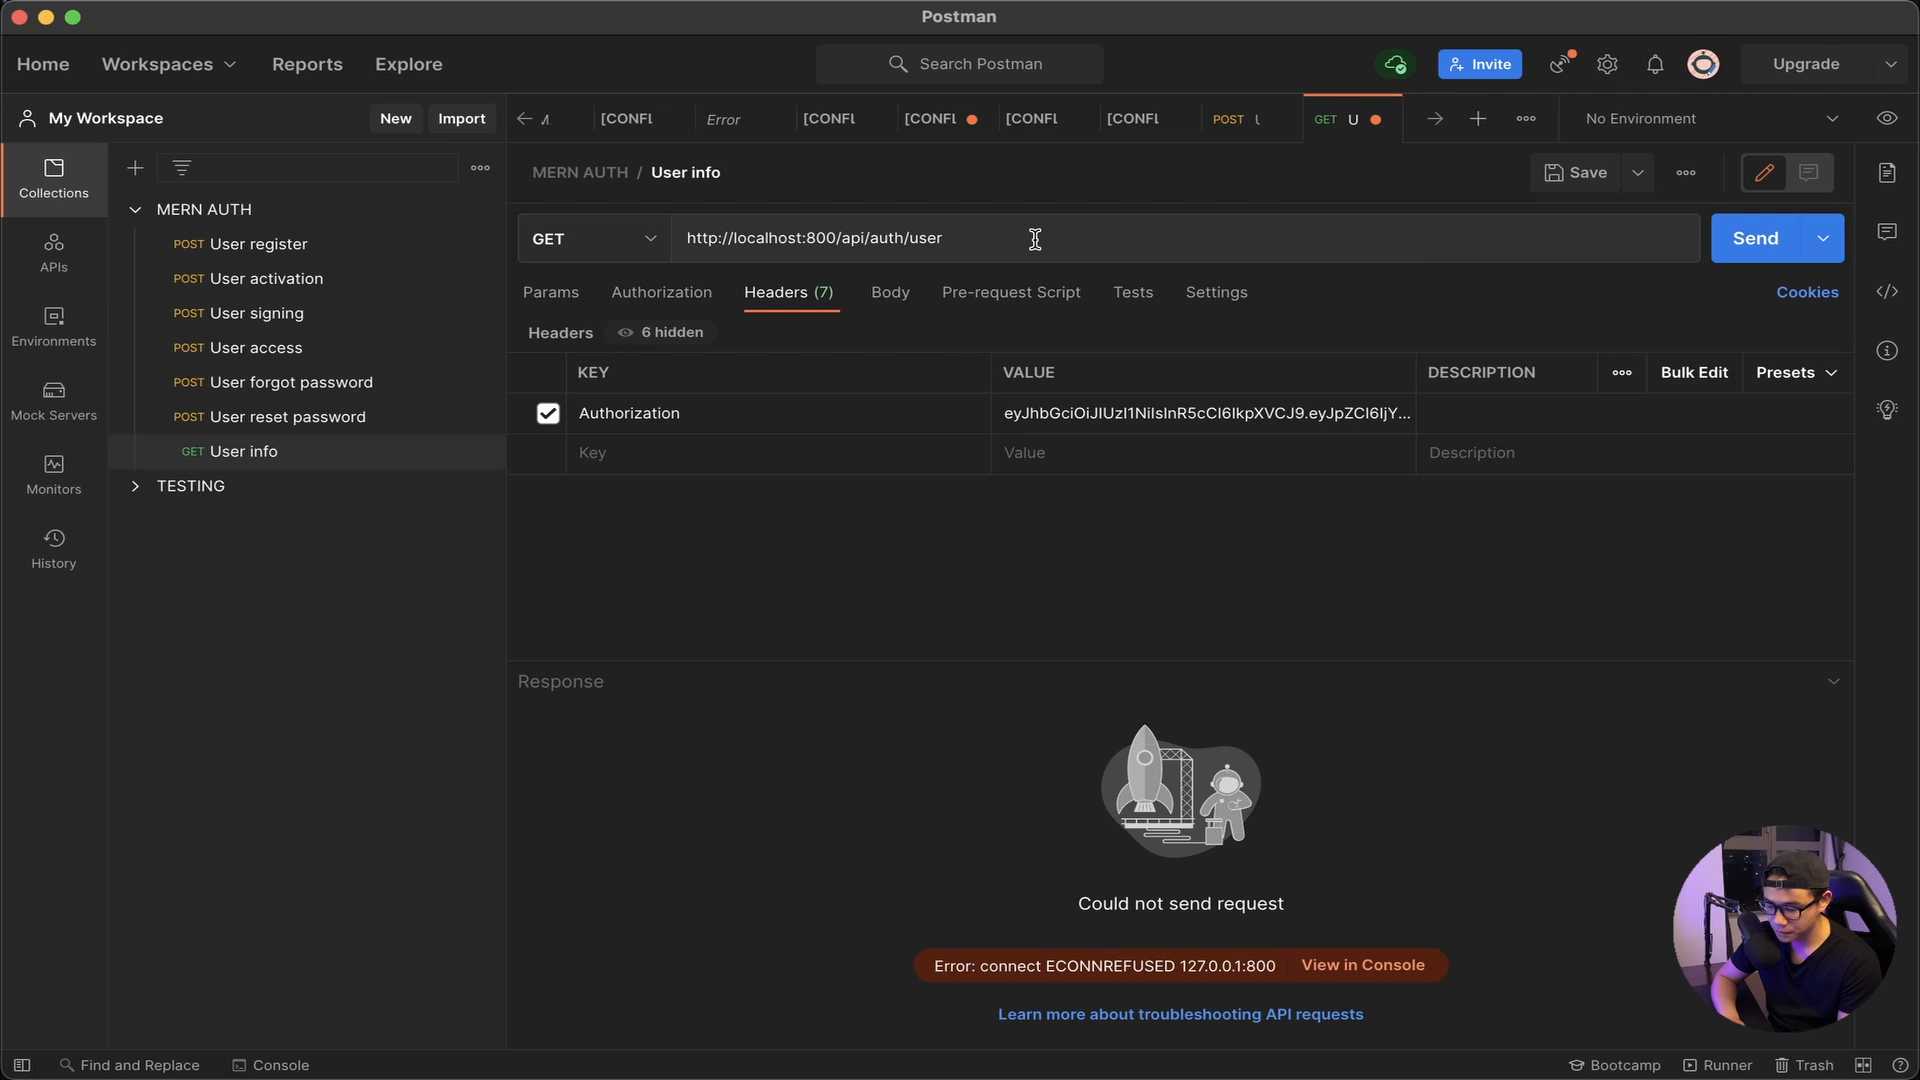 Postman
Home Workspaces Reports Explore Search Postman Invite Upgrade
My Workspace New Import
[CONFL Error [CONFL [CONFL [CONFL [CONFL POST GET U No Environment
Collections
APIs
Environments
Mock Servers
Monitors
History
MERN AUTH
POST User register
POST User activation
POST User signing
POST User access
POST User forgot password
POST User reset password
GET User info
TESTING
MERN AUTH / User info Save
GET http://localhost:800/api/auth/user Send
Params Authorization Headers (7) Body Pre-request Script Tests Settings Cookies
Headers 6 hidden
KEY VALUE DESCRIPTION Bulk Edit Presets
Authorization eyJhbGciOiJIUzI1NiIsInR5cCI6IkpXVCJ9.eyJpZCI6IjY...
Key Value Description
Response
Could not send request
Error: connect ECONNREFUSED 127.0.0.1:800 View in Console
Learn more about troubleshooting API requests
Find and Replace Console Bootcamp Runner Trash